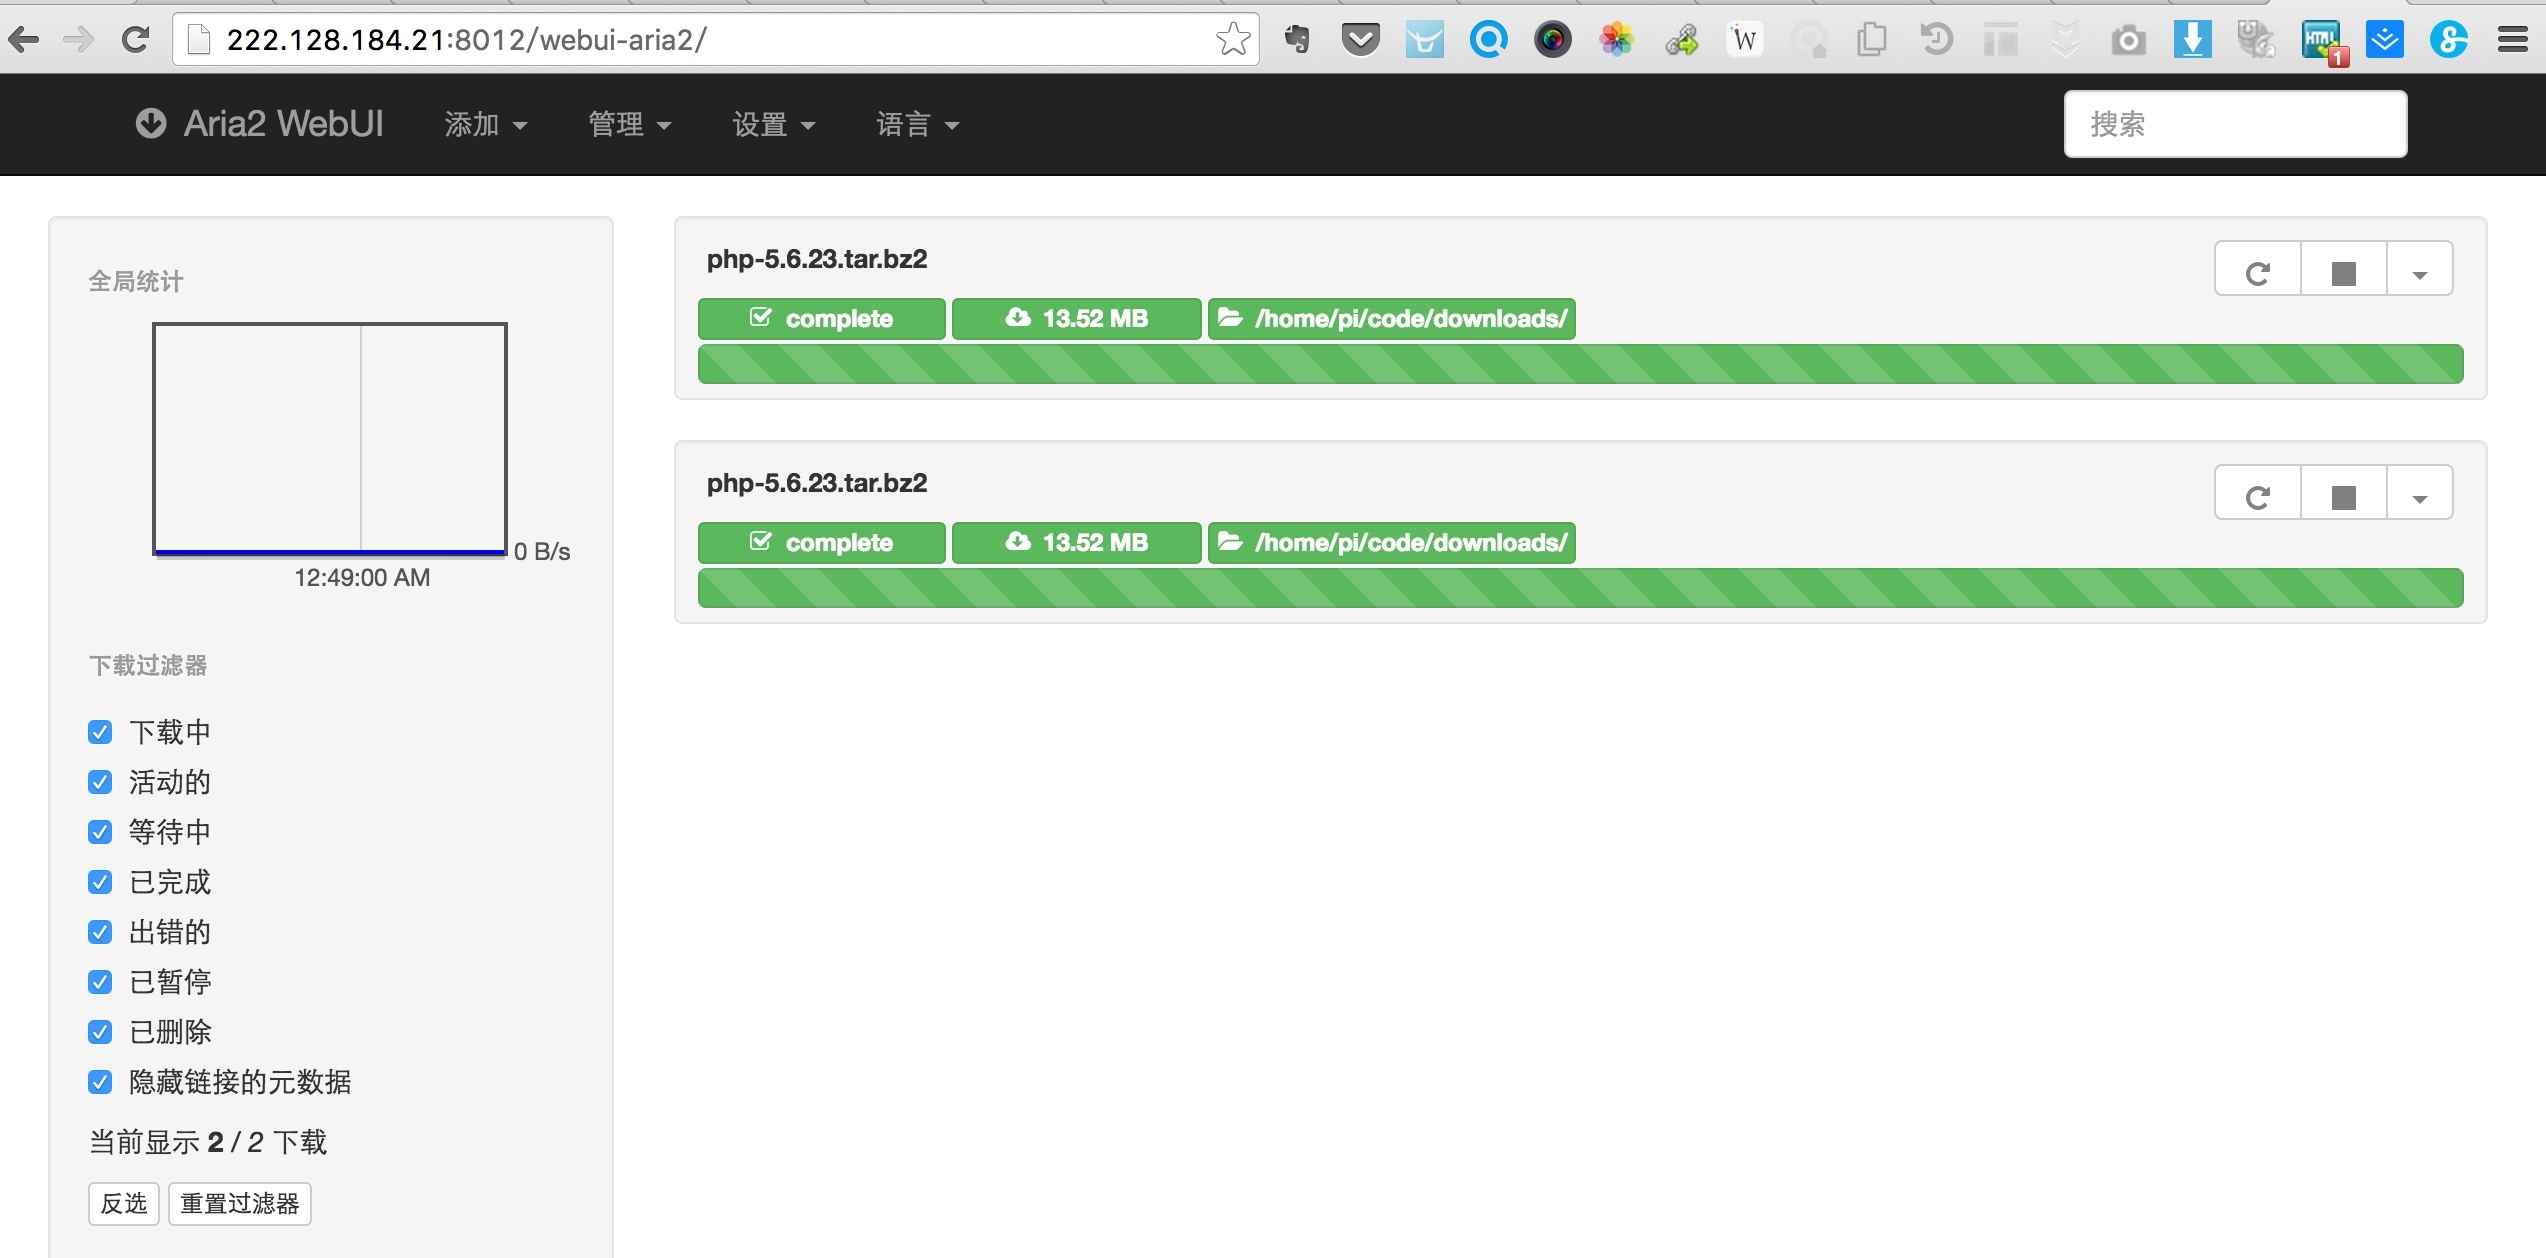 222.128.184.21:8012/webui-aria2/
W
HTML
1
Aria2 WebUI 添加 管理 设置 语言 搜索
全局统计
0 B/s
12:49:00 AM
下载过滤器
下载中
活动的
等待中
已完成
出错的
已暂停
已删除
隐藏链接的元数据
当前显示 2 / 2 下载
反选 重置过滤器
php-5.6.23.tar.bz2
complete 13.52 MB /home/pi/code/downloads/
php-5.6.23.tar.bz2
complete 13.52 MB /home/pi/code/downloads/